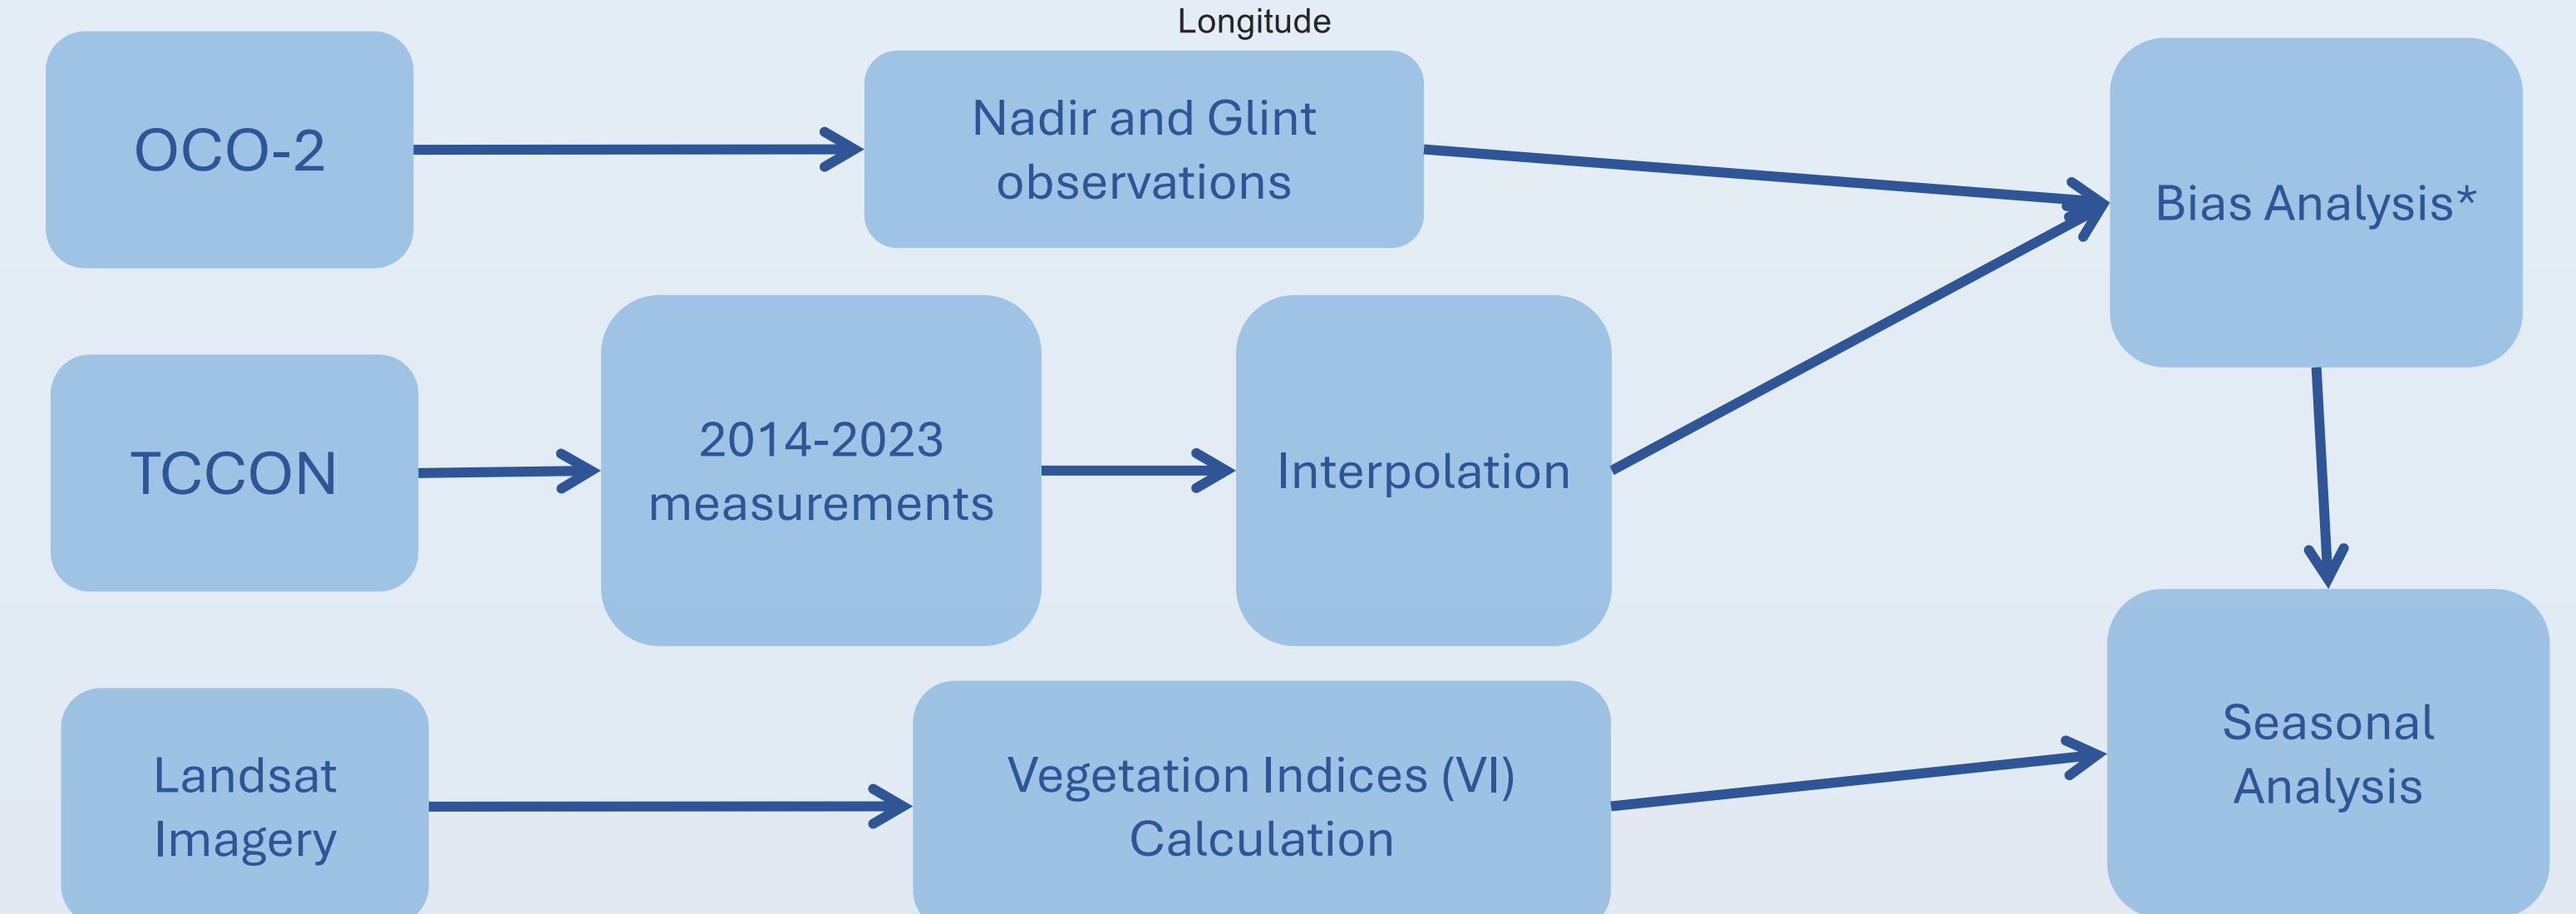 Longitude
OCO-2
Nadir and Glint
observations
Bias Analysis*
TCCON
2014-2023
measurements
Interpolation
Landsat
Imagery
Vegetation Indices (VI)
Calculation
Seasonal
Analysis